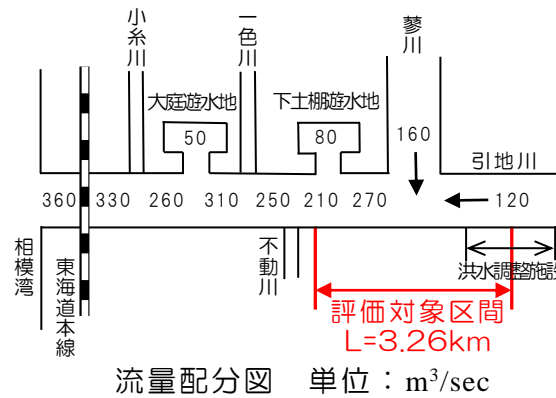 小糸川
一色川
蓼川
大庭遊水地
下土棚遊水地
50
80
160
引地川
360 330 260 310 250 210 270 120
相模湾
東海道本線
不動川
洪水調整施設
評価対象区間
L=3.26km
流量配分図 単位：m³/sec